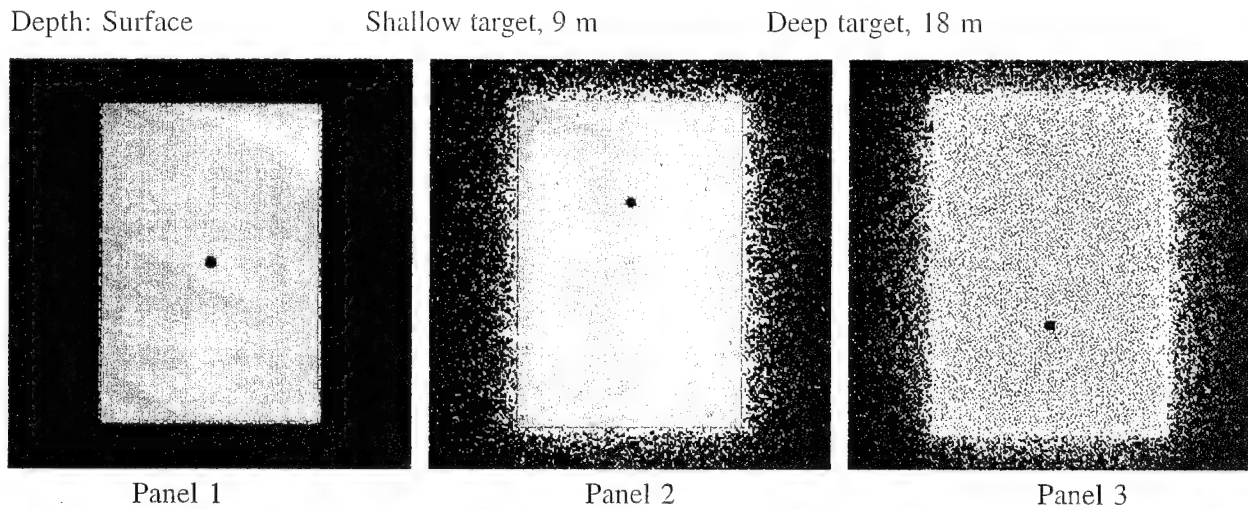 Depth: Surface Shallow target, 9 m Deep target, 18 m
Panel 1 Panel 2 Panel 3